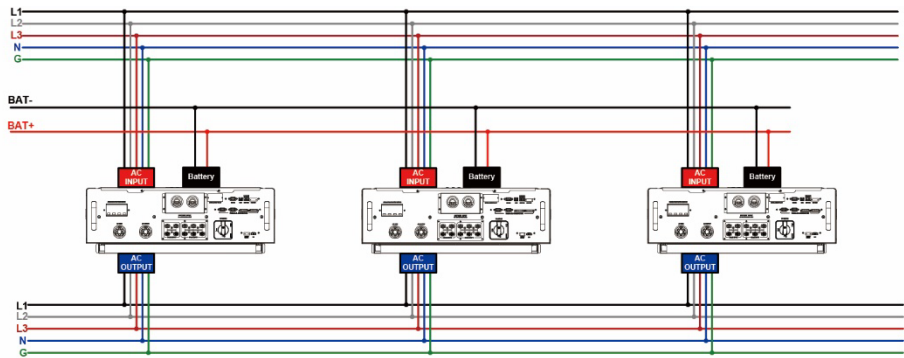 L1
L2
L3
N
G
BAT-
BAT+
AC
INPUT
Battery
AC
INPUT
Battery
AC
INPUT
Battery
AC
OUTPUT
AC
OUTPUT
AC
OUTPUT
L1
L2
L3
N
G